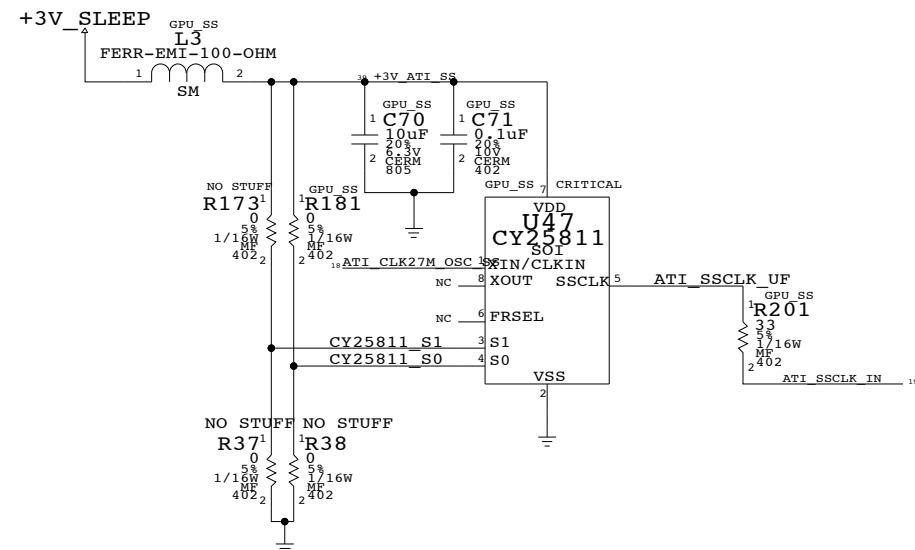 +3V_SLEEP
GPU_SS
L3
FERR-EMI-100-OHM
1 2
SM
30 +3V_ATI_SS
GPU_SS
1 C70
10uF
20%
6.3V
2 CERM
805
GPU_SS
1 C71
0.1uF
20%
10V
2 CERM
402
NO STUFF
R173 1
0
5%
1/16W
MF
402 2
GPU_SS
1 R181
0
5%
1/16W
MF
2 402
GPU_SS 7 CRITICAL
VDD
U47
CY25811
SOI
18 ATI_CLK27M_OSC_SS 1 XIN/CLKIN
NC 8 XOUT
SSCLK 5 ATI_SSCLK_UF
NC 6 FRSEL
CY25811_S1 3 S1
CY25811_S0 4 S0
VSS
2
GPU_SS
1 R201
33
5%
1/16W
MF
2 402
ATI_SSCLK_IN
NO STUFF
R37 1
0
5%
1/16W
MF
402 2
NO STUFF
1 R38
0
5%
1/16W
MF
2 402